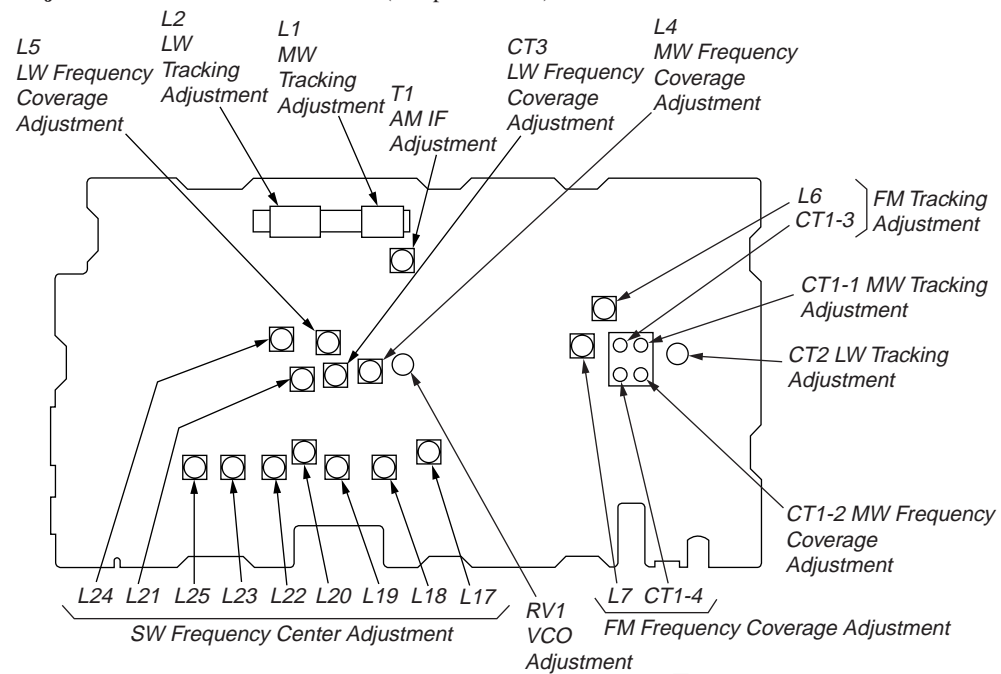 L5
LW Frequency
Coverage
Adjustment
L2
LW
Tracking
Adjustment
L1
MW
Tracking
Adjustment
T1
AM IF
Adjustment
CT3
LW Frequency
Coverage
Adjustment
L4
MW Frequency
Coverage
Adjustment
L6
CT1-3
FM Tracking
Adjustment
CT1-1 MW Tracking
Adjustment
CT2 LW Tracking
Adjustment
CT1-2 MW Frequency
Coverage
Adjustment
L24 L21 L25 L23 L22 L20 L19 L18 L17
SW Frequency Center Adjustment
RV1
VCO
Adjustment
L7 CT1-4
FM Frequency Coverage Adjustment